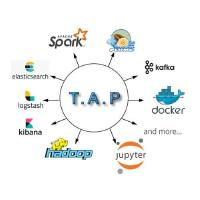 APACHE
Spark
kafka
elasticsearch
logstash
T.A.P
docker
kibana
and more...
hadoop
jupyter